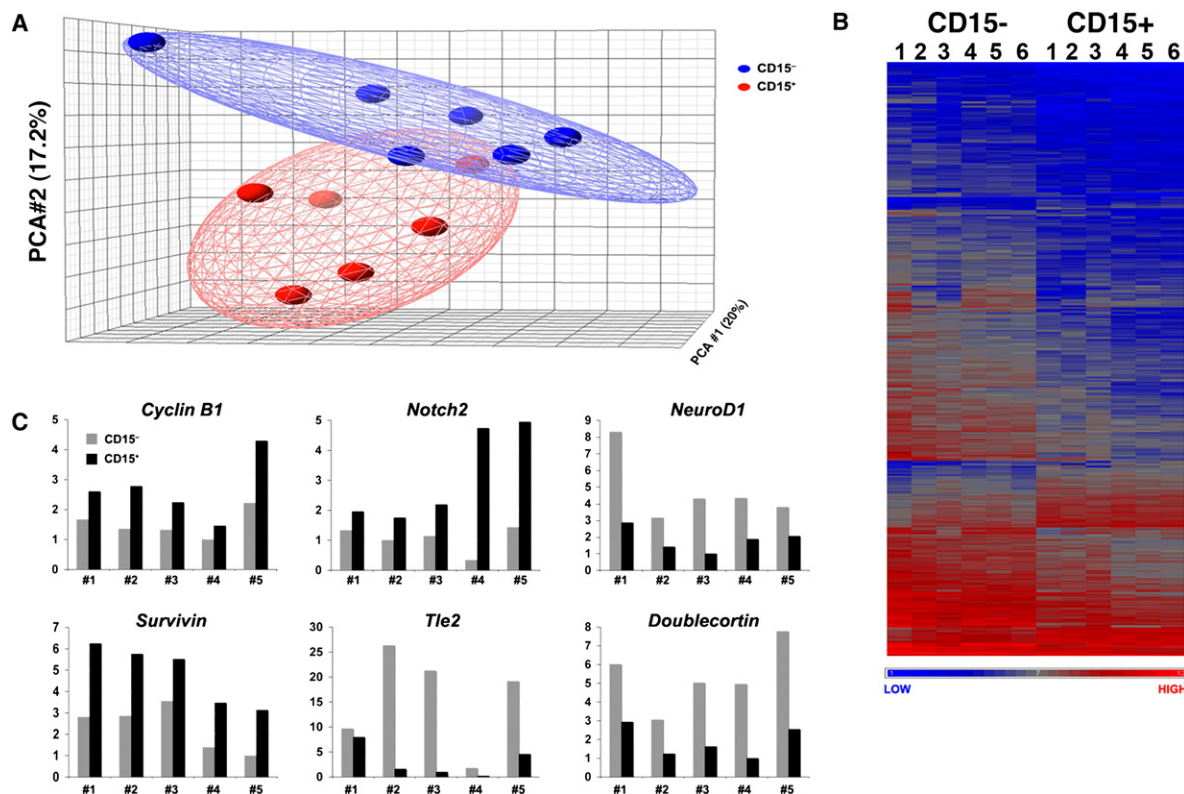 A
PCA#2 (17.2%)
PCA #1 (20%)
CD15-
CD15+
B
CD15- CD15+
1 2 3 4 5 6 1 2 3 4 5 6
LOW HIGH
C
Cyclin B1
CD15-
CD15+
5
4
3
2
1
0
#1 #2 #3 #4 #5
Notch2
5
4
3
2
1
0
#1 #2 #3 #4 #5
NeuroD1
9
8
7
6
5
4
3
2
1
0
#1 #2 #3 #4 #5
Survivin
7
6
5
4
3
2
1
0
#1 #2 #3 #4 #5
Tle2
30
25
20
15
10
5
0
#1 #2 #3 #4 #5
Doublecortin
8
7
6
5
4
3
2
1
0
#1 #2 #3 #4 #5